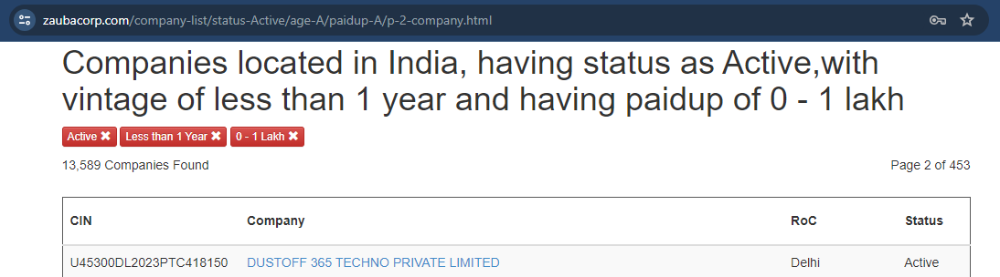 zaubacorp.com/company-list/status-Active/age-A/paidup-A/p-2-company.html
Companies located in India, having status as Active,with
vintage of less than 1 year and having paidup of 0 - 1 lakh
Active ✖ Less than 1 Year ✖ 0 - 1 Lakh ✖
13,589 Companies Found Page 2 of 453
CIN Company RoC Status
U45300DL2023PTC418150 DUSTOFF 365 TECHNO PRIVATE LIMITED Delhi Active